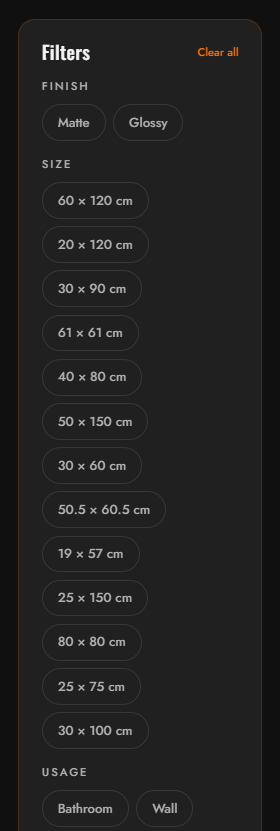 Filters Clear all
FINISH
Matte Glossy
SIZE
60 × 120 cm
20 × 120 cm
30 × 90 cm
61 × 61 cm
40 × 80 cm
50 × 150 cm
30 × 60 cm
50.5 × 60.5 cm
19 × 57 cm
25 × 150 cm
80 × 80 cm
25 × 75 cm
30 × 100 cm
USAGE
Bathroom Wall